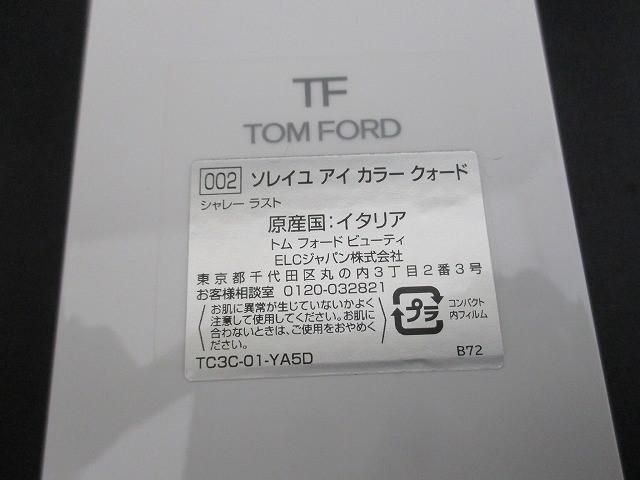 TF
TOM FORD
002 ソレイユ アイ カラー クォード
シャレー ラスト
原産国:イタリア
トム フォード ビューティ
ELCジャパン株式会社
東京都千代田区丸の内3丁目2番3号
お客様相談室 0120-032821
お肌に異常が生じていないかよく
注意して使用してください。お肌に
合わないときは、ご使用をおやめく
ださい。
プラ
コンパクト
内フィルム
TC3C-01-YA5D
B72